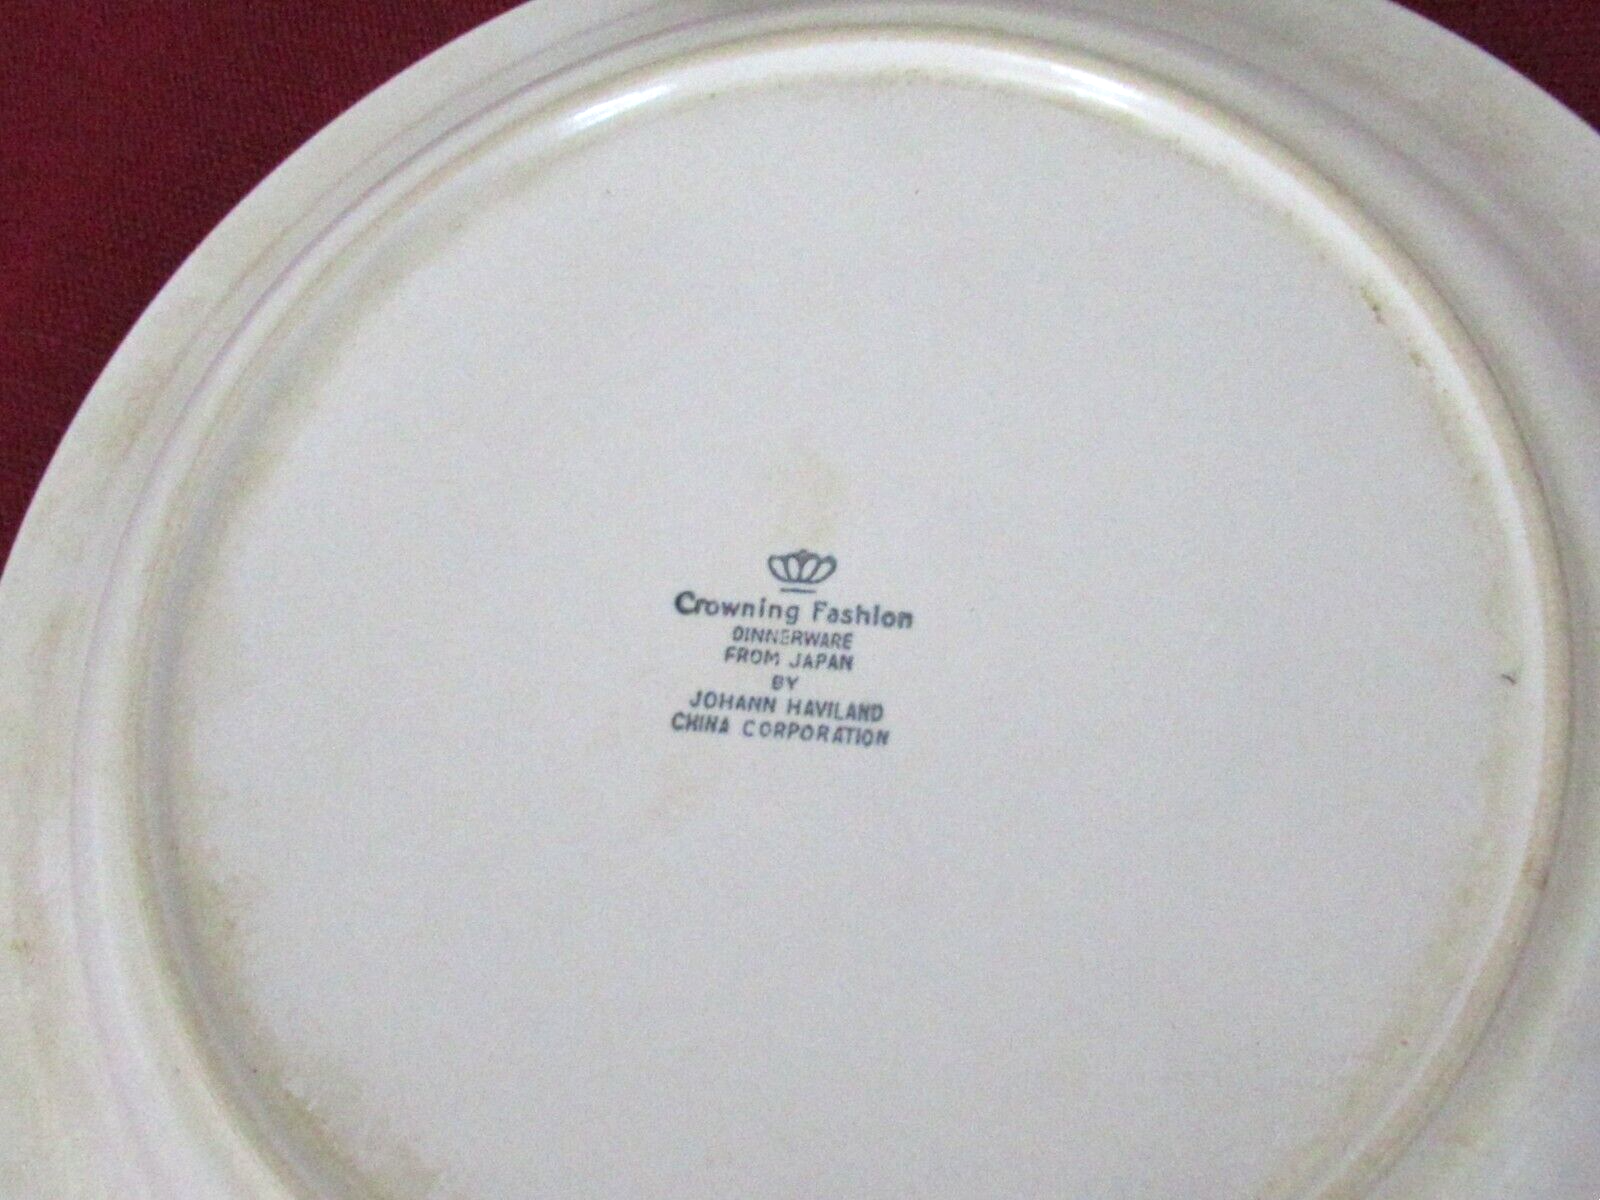 Crowning Fashion
DINNERWARE
FROM JAPAN
BY
JOHANN HAVILAND
CHINA CORPORATION